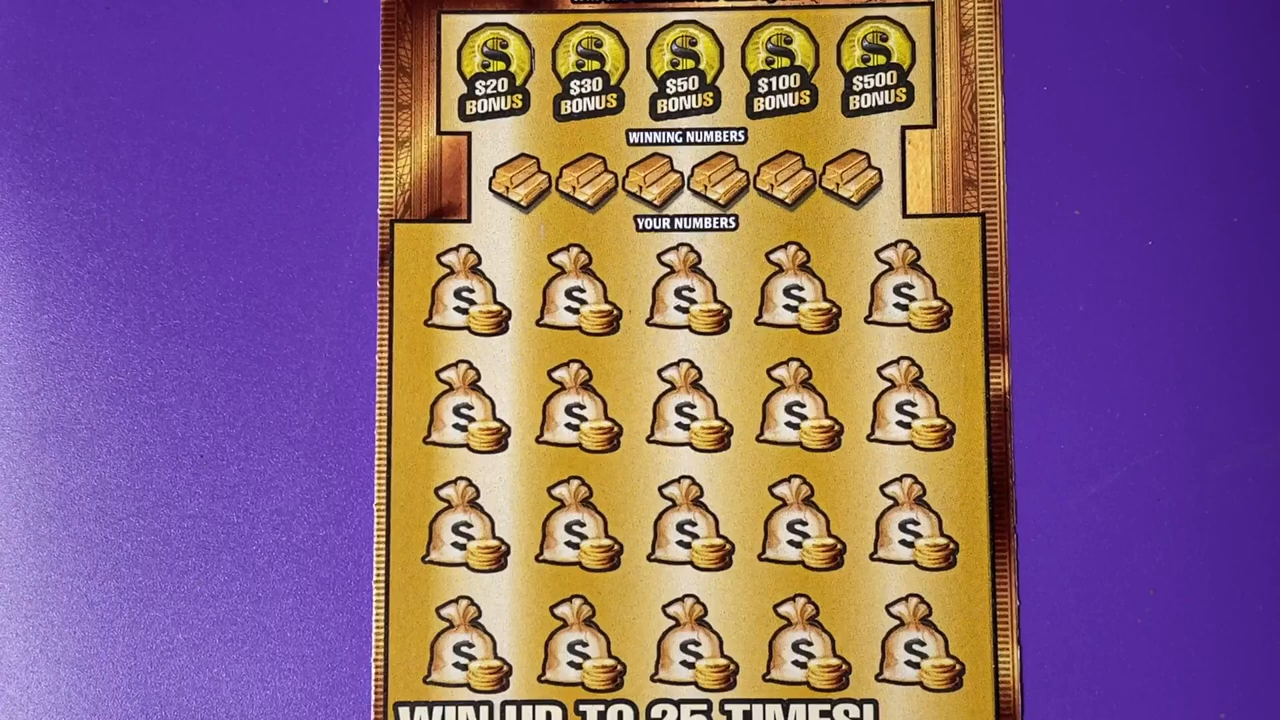 $20 $30 $50 $100 $500
BONUS BONUS BONUS BONUS BONUS
WINNING NUMBERS
YOUR NUMBERS
$ $ $ $ $
$ $ $ $ $
$ $ $ $ $
$ $ $ $ $
WIN UP TO 25 TIMES!